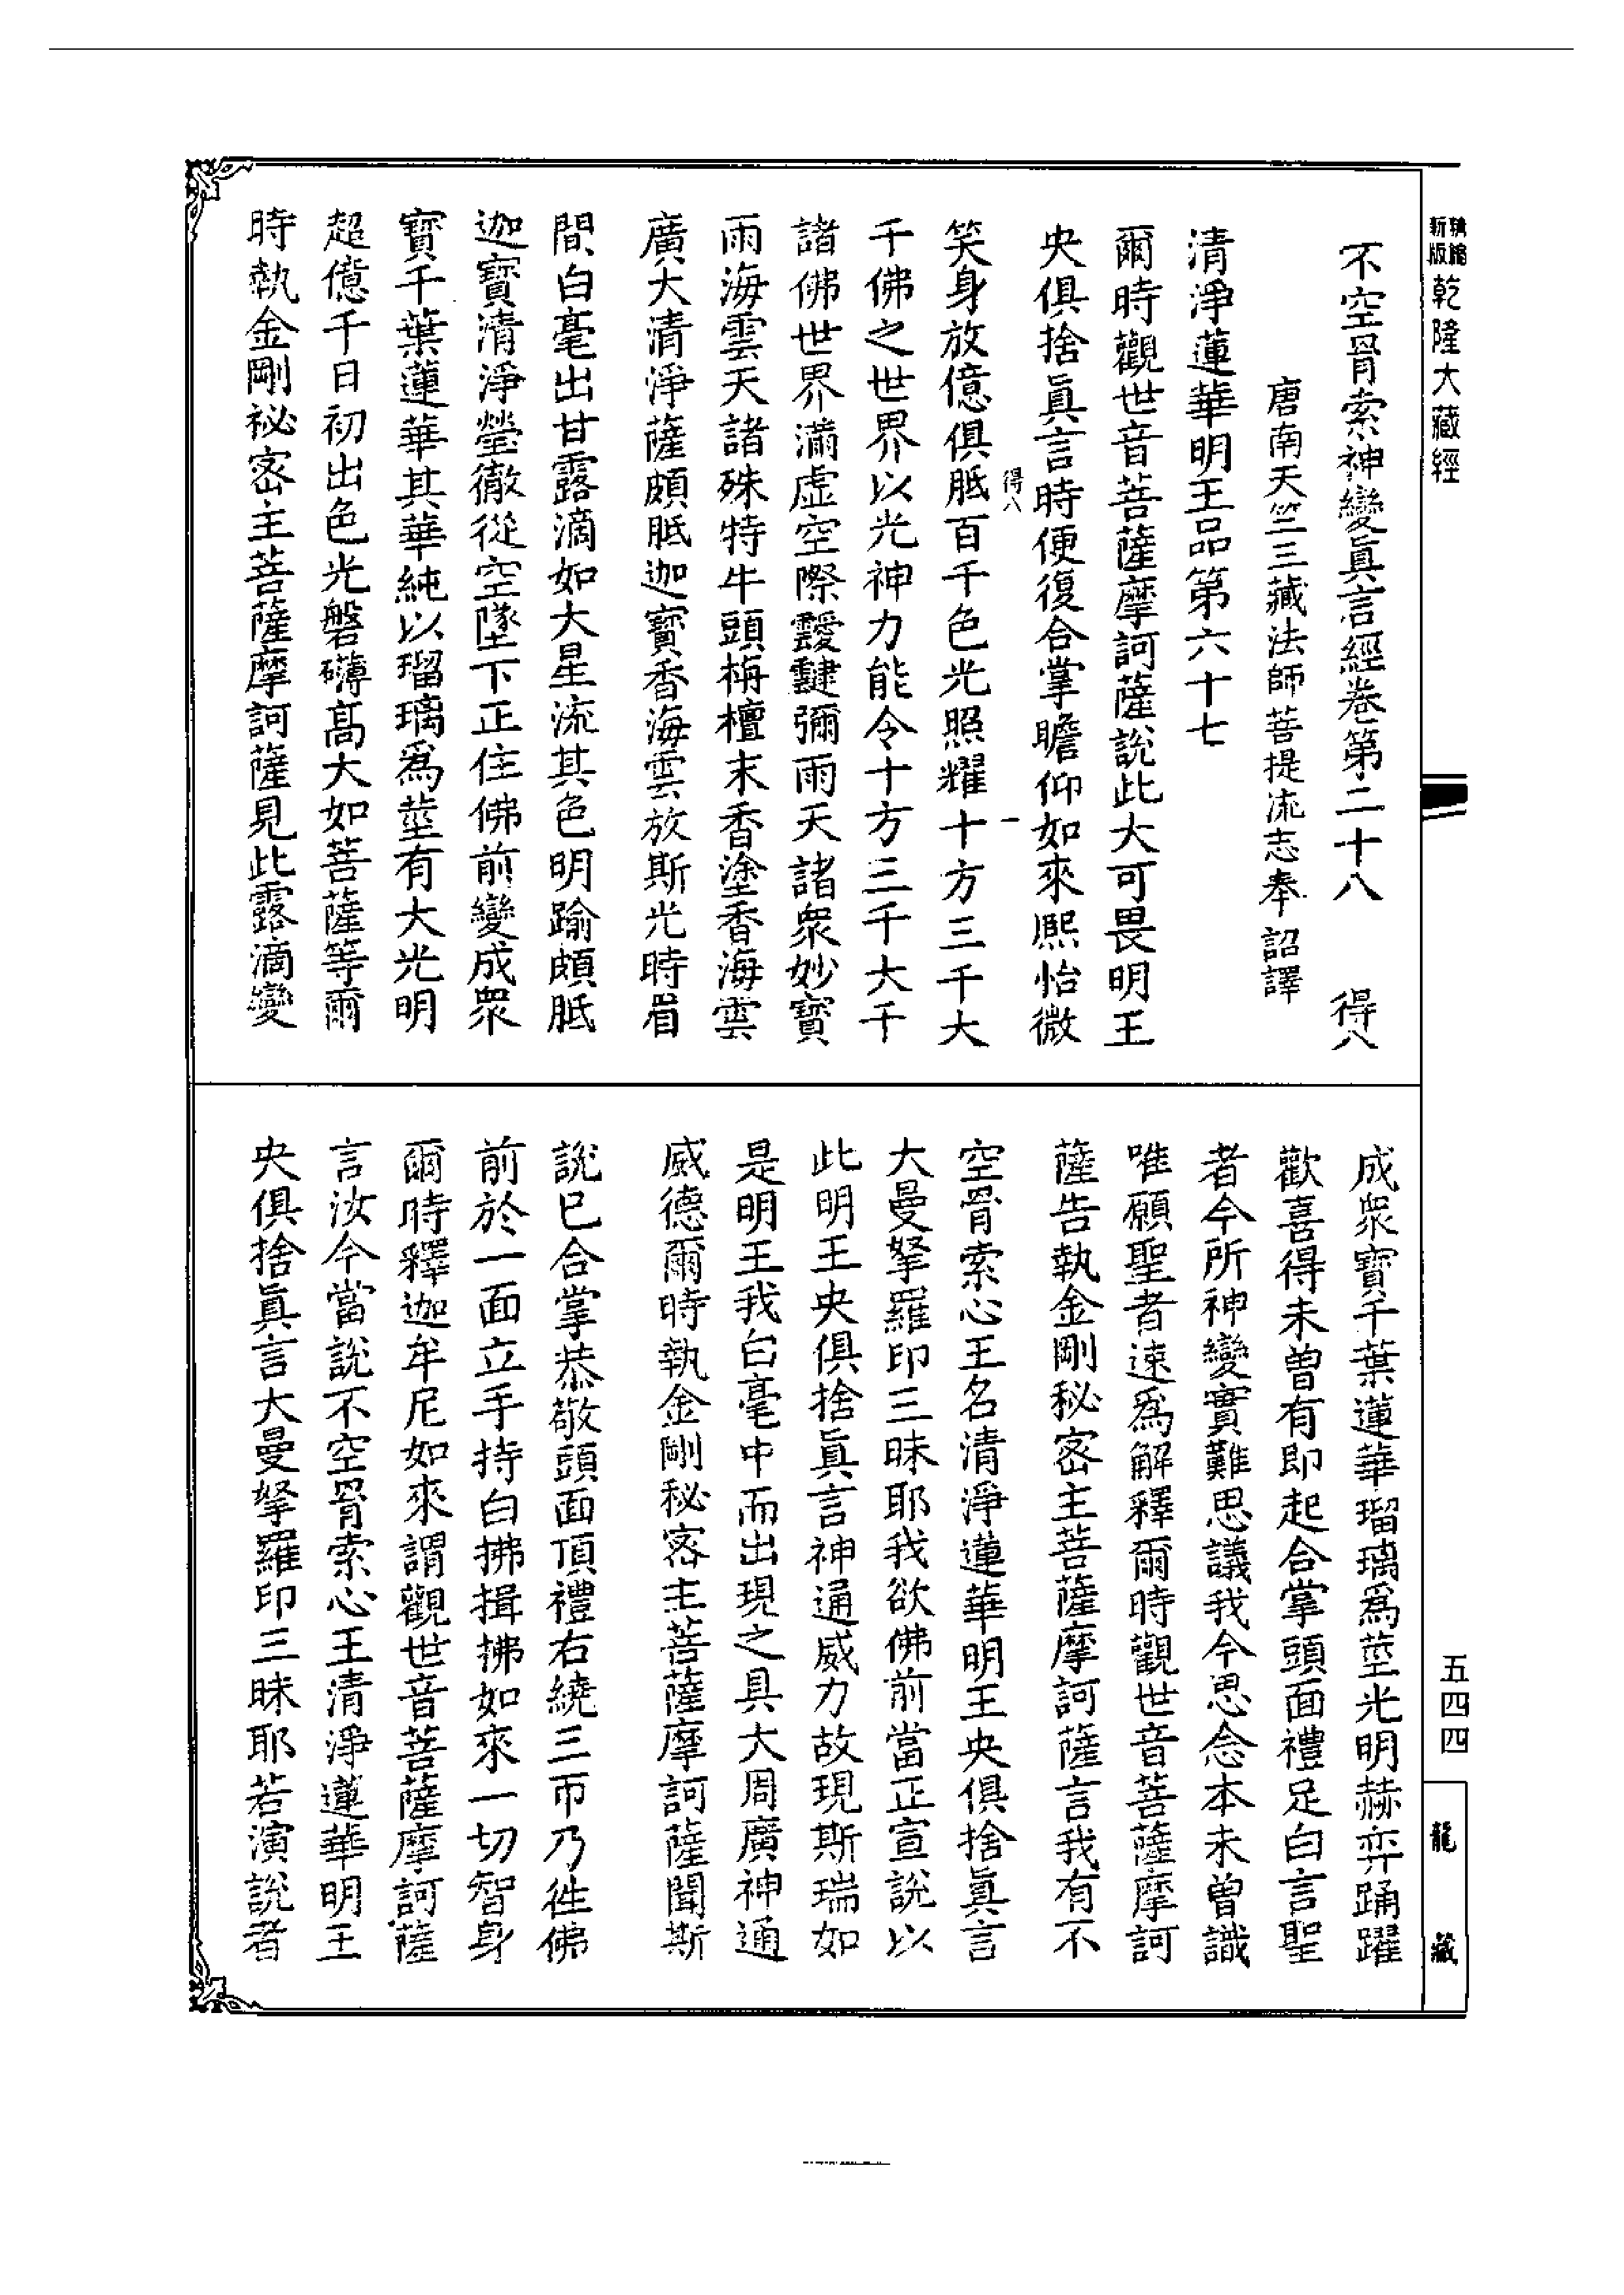 新編
縮版
乾隆大藏經
不空罥索神變真言經卷第二十八 得八
唐南天竺三藏法師菩提流志奉 詔譯
清淨蓮華明王品第六十七
爾時觀世音菩薩摩訶薩說此大可畏明王
央俱捨真言時便復合掌瞻仰如來熙怡微
得八 一
笑身放億俱胝百千色光照耀十方三千大
千佛之世界以光神力能令十方三千大千
諸佛世界滿虛空際靉靆彌雨天諸眾妙寶
雨海雲天諸殊特牛頭栴檀末香塗香海雲
廣大清淨薩頗胝迦寶香海雲放斯光時眉
間白毫出甘露滴如大星流其色明踰頗胝
迦寶清淨瑩徹從空墜下正住佛前變成眾
寶千葉蓮華其華純以瑠璃爲莖有大光明
超億千日初出色光磐礴高大如菩薩等爾
時執金剛祕密主菩薩摩訶薩見此露滴變
成眾寶千葉蓮華瑠璃爲莖光明赫弈踊躍
歡喜得未曾有即起合掌頭面禮足白言聖
者今所神變實難思議我今思念本未曾識
唯願聖者速爲解釋爾時觀世音菩薩摩訶
薩告執金剛秘密主菩薩摩訶薩言我有不
空罥索心王名清淨蓮華明王央俱捨真言
大曼拏羅印三昧耶我欲佛前當正宣說以
此明王央俱捨真言神通威力故現斯瑞如
是明王我白毫中而出現之具大周廣神通
威德爾時執金剛秘密主菩薩摩訶薩聞斯
說已合掌恭敬頭面頂禮右繞三帀乃往佛
前於一面立手持白拂揖拂如來一切智身
爾時釋迦牟尼如來謂觀世音菩薩摩訶薩
言汝今當說不空罥索心王清淨蓮華明王
央俱捨真言大曼拏羅印三昧耶若演說者
五四四
龍藏